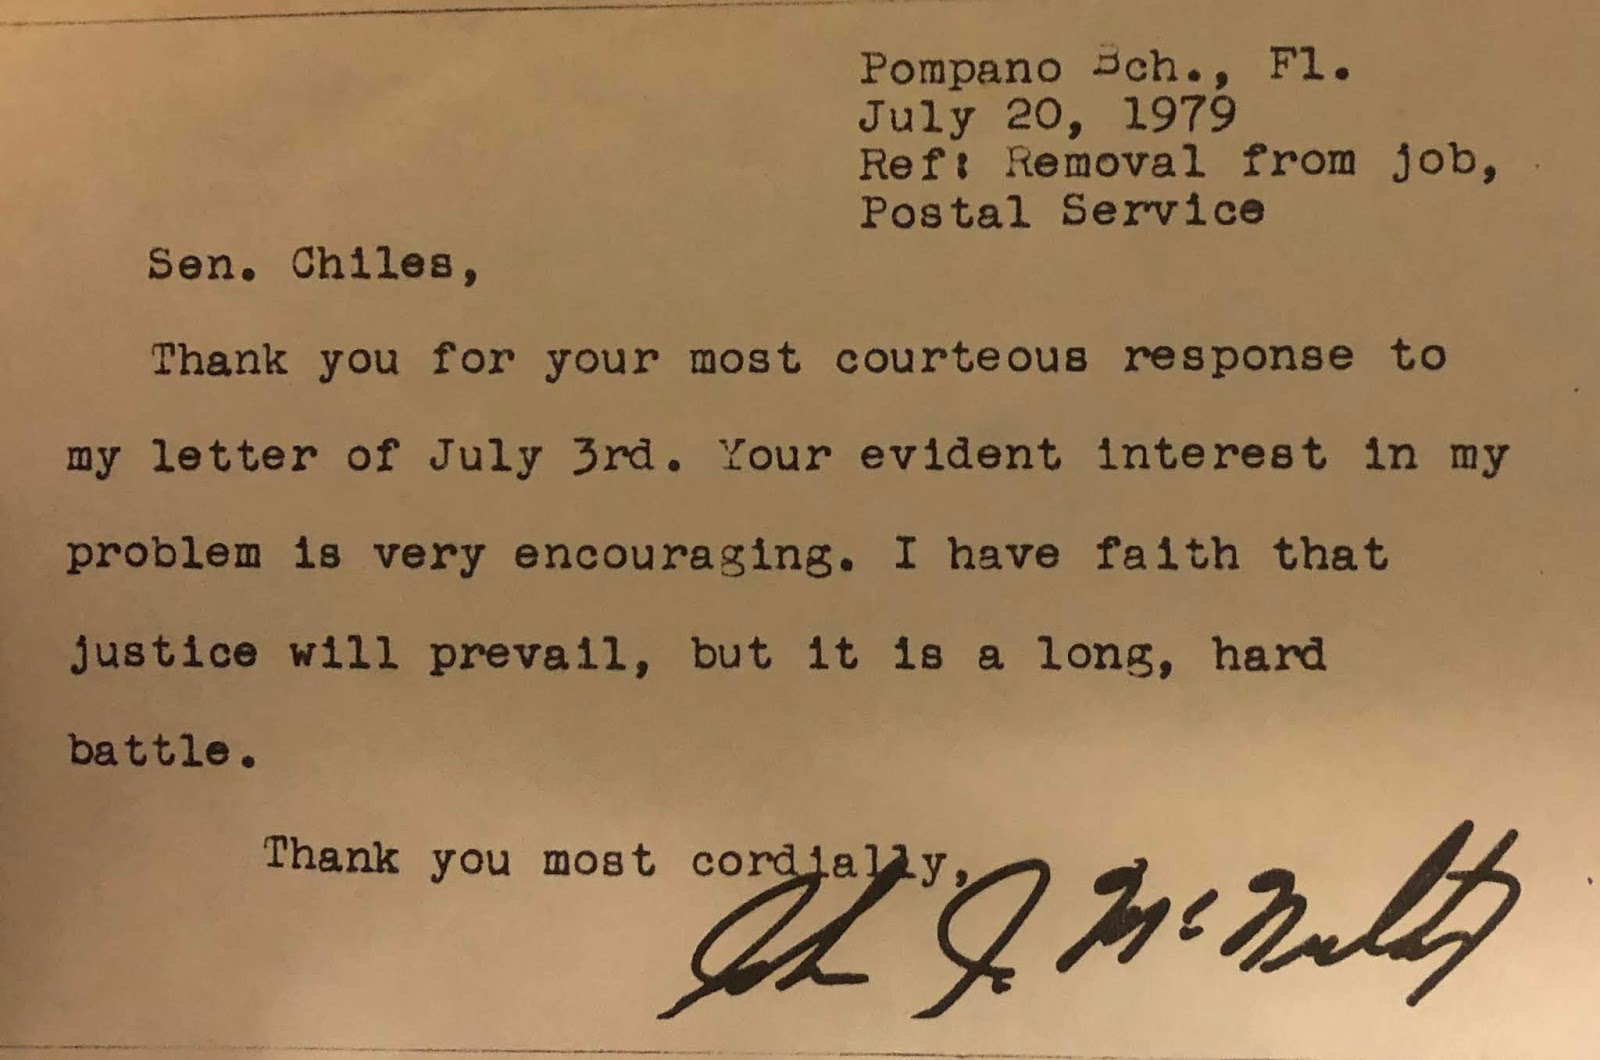 Pompano Bch., Fl.
July 20, 1979
Ref: Removal from job,
Postal Service
Sen. Chiles,
Thank you for your most courteous response to
my letter of July 3rd. Your evident interest in my
problem is very encouraging. I have faith that
justice will prevail, but it is a long, hard
battle.
Thank you most cordially,
John J. McNulty